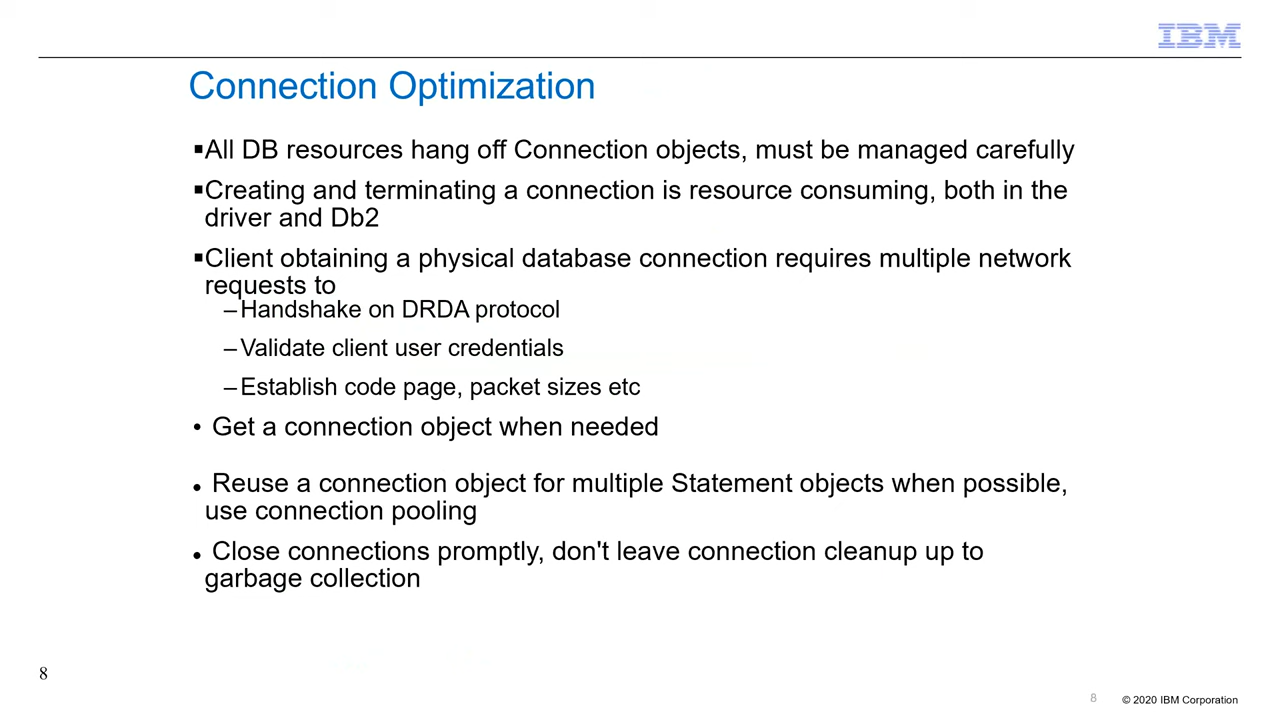 IBM
Connection Optimization
▪All DB resources hang off Connection objects, must be managed carefully
▪Creating and terminating a connection is resource consuming, both in the
driver and Db2
▪Client obtaining a physical database connection requires multiple network
requests to
–Handshake on DRDA protocol
–Validate client user credentials
–Establish code page, packet sizes etc
• Get a connection object when needed
• Reuse a connection object for multiple Statement objects when possible,
use connection pooling
• Close connections promptly, don't leave connection cleanup up to
garbage collection
8
8 © 2020 IBM Corporation